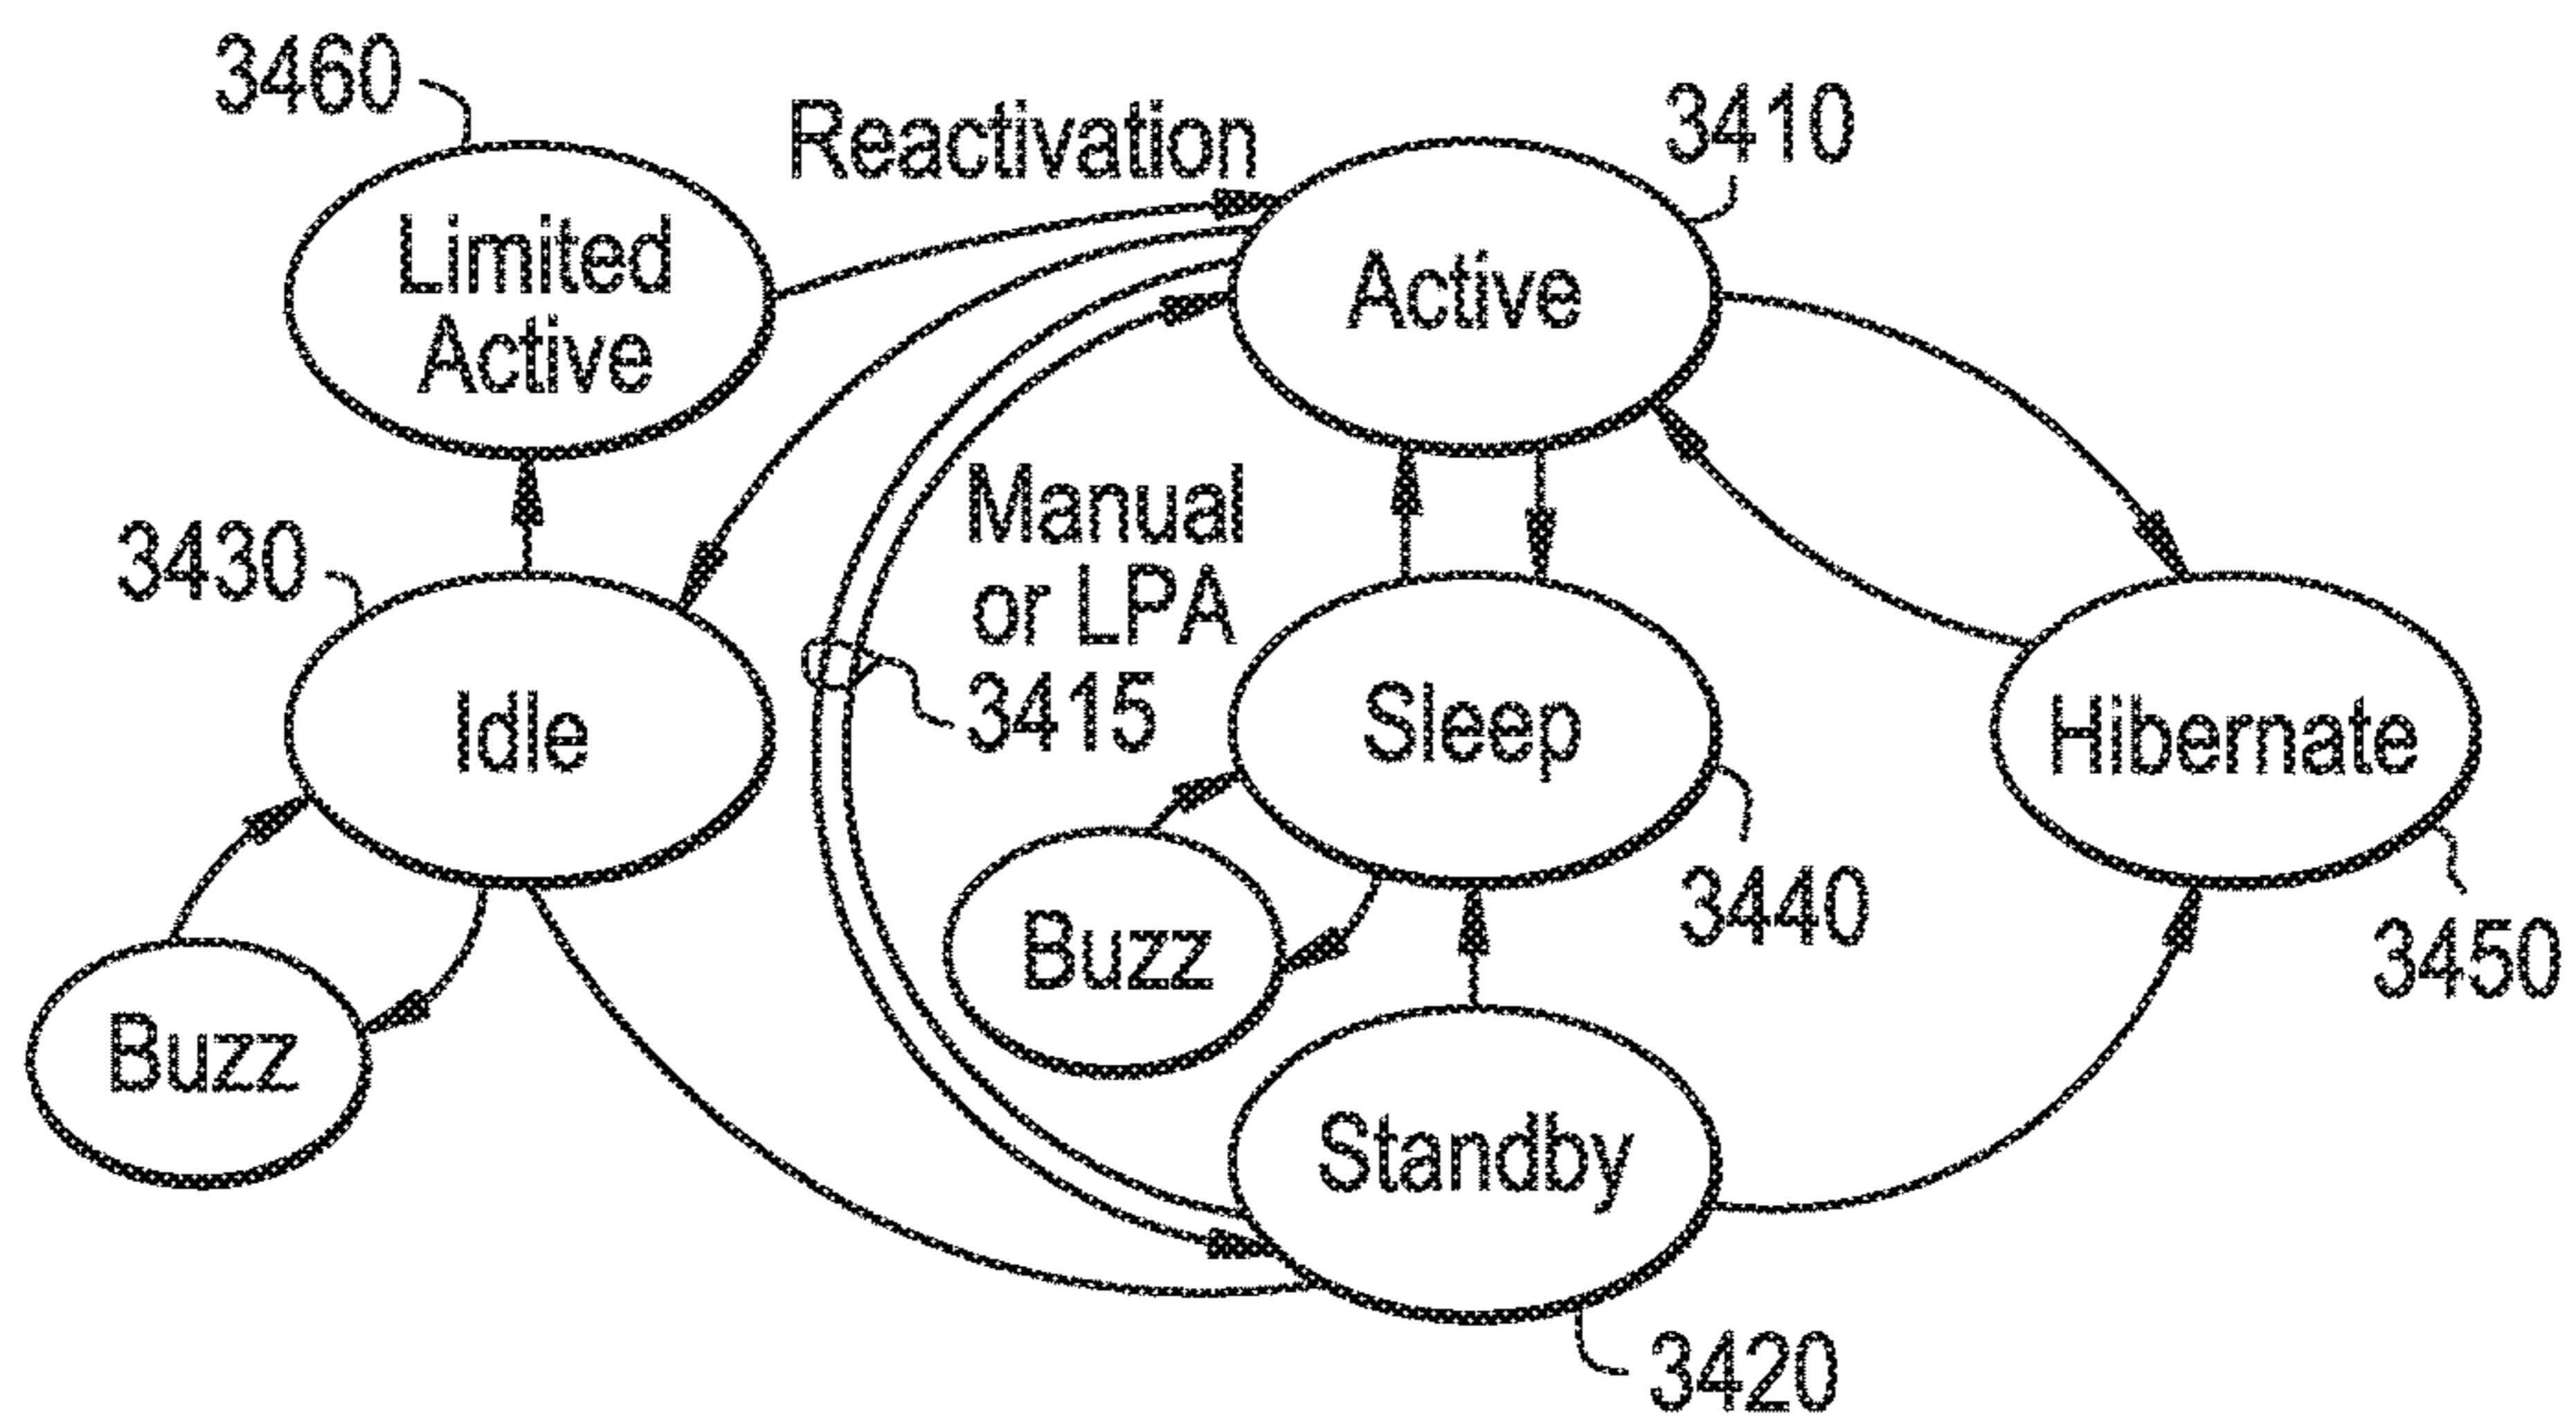 3460
Reactivation
3410
Limited
Active
Active
3430
Manual
or LPA
3415
Idle
Sleep
Hibernate
3440
Buzz
3450
Buzz
Standby
3420